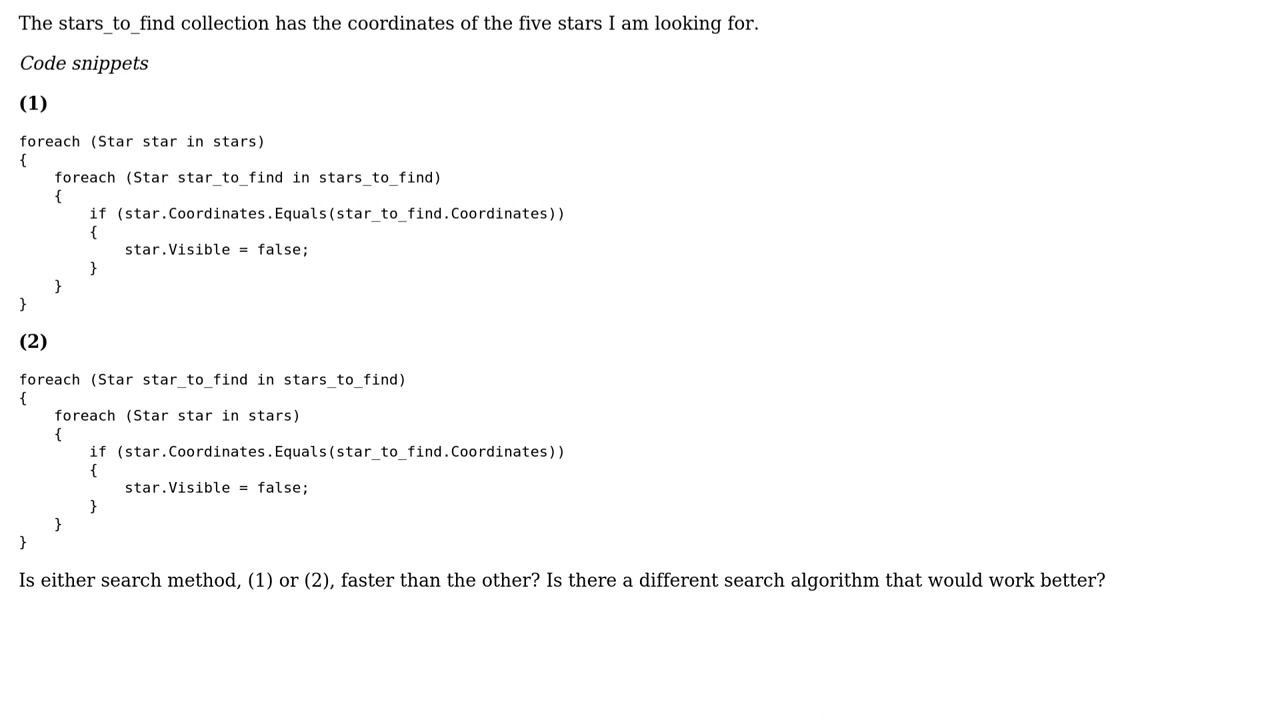 The stars_to_find collection has the coordinates of the five stars I am looking for.
Code snippets
(1)
foreach (Star star in stars)
{
    foreach (Star star_to_find in stars_to_find)
    {
        if (star.Coordinates.Equals(star_to_find.Coordinates))
        {
            star.Visible = false;
        }
    }
}
(2)
foreach (Star star_to_find in stars_to_find)
{
    foreach (Star star in stars)
    {
        if (star.Coordinates.Equals(star_to_find.Coordinates))
        {
            star.Visible = false;
        }
    }
}
Is either search method, (1) or (2), faster than the other? Is there a different search algorithm that would work better?